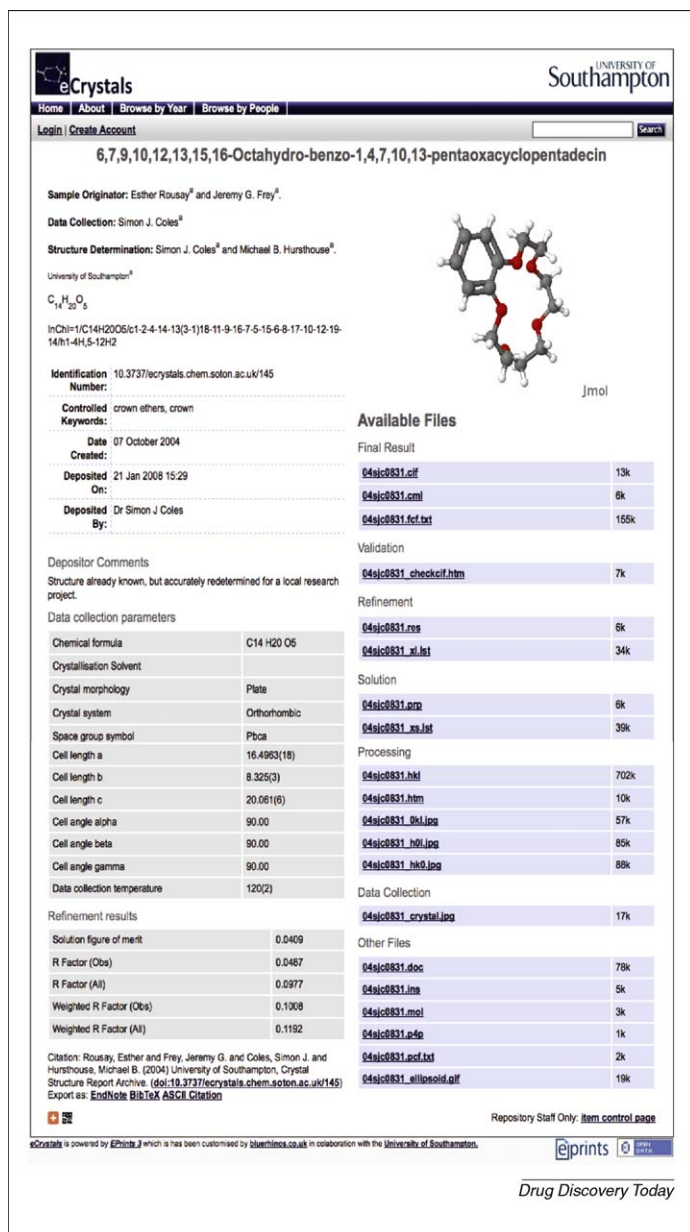 eCrystals
UNIVERSITY OF
Southampton
Home | About | Browse by Year | Browse by People
Login | Create Account
Search
6,7,9,10,12,13,15,16-Octahydro-benzo-1,4,7,10,13-pentaoxacyclopentadecin
Sample Originator: Esther Rousay^a and Jeremy G. Frey^a.
Data Collection: Simon J. Coles^a
Structure Determination: Simon J. Coles^a and Michael B. Hursthouse^a.
University of Southampton^a
C14H20O5
InChI=1/C14H20O5/c1-2-4-14-13(3-1)18-11-9-16-7-5-15-6-8-17-10-12-19-
14/h1-4H,5-12H2
Identification Number: 10.3737/ecrystals.chem.soton.ac.uk/145
Controlled Keywords: crown ethers, crown
Date Created: 07 October 2004
Deposited On: 21 Jan 2008 15:29
Deposited By: Dr Simon J Coles
Depositor Comments
Structure already known, but accurately redetermined for a local research
project.
Data collection parameters
Chemical formula C14 H20 O5
Crystallisation Solvent
Crystal morphology Plate
Crystal system Orthorhombic
Space group symbol Pbca
Cell length a 16.4963(18)
Cell length b 8.325(3)
Cell length c 20.061(6)
Cell angle alpha 90.00
Cell angle beta 90.00
Cell angle gamma 90.00
Data collection temperature 120(2)
Refinement results
Solution figure of merit 0.0409
R Factor (Obs) 0.0487
R Factor (All) 0.0977
Weighted R Factor (Obs) 0.1008
Weighted R Factor (All) 0.1192
Citation: Rousay, Esther and Frey, Jeremy G. and Coles, Simon J. and
Hursthouse, Michael B. (2004) University of Southampton, Crystal
Structure Report Archive. (doi:10.3737/ecrystals.chem.soton.ac.uk/145)
Export as: EndNote BibTeX ASCII Citation
Jmol
Available Files
Final Result
04sjc0831.cif 13k
04sjc0831.cml 6k
04sjc0831.fcf.txt 155k
Validation
04sjc0831_checkcif.htm 7k
Refinement
04sjc0831.res 6k
04sjc0831_xl.lst 34k
Solution
04sjc0831.prp 6k
04sjc0831_xs.lst 39k
Processing
04sjc0831.hkl 702k
04sjc0831.htm 10k
04sjc0831_0kl.jpg 57k
04sjc0831_h0l.jpg 85k
04sjc0831_hk0.jpg 88k
Data Collection
04sjc0831_crystal.jpg 17k
Other Files
04sjc0831.doc 78k
04sjc0831.ins 5k
04sjc0831.mol 3k
04sjc0831.p4p 1k
04sjc0831.pcf.txt 2k
04sjc0831_ellipsoid.gif 19k
Repository Staff Only: item control page
eCrystals is powered by EPrints 3 which is has been customised by bluerhinos.co.uk in colaboration with the University of Southampton.
eprints
OPEN DATA
Drug Discovery Today